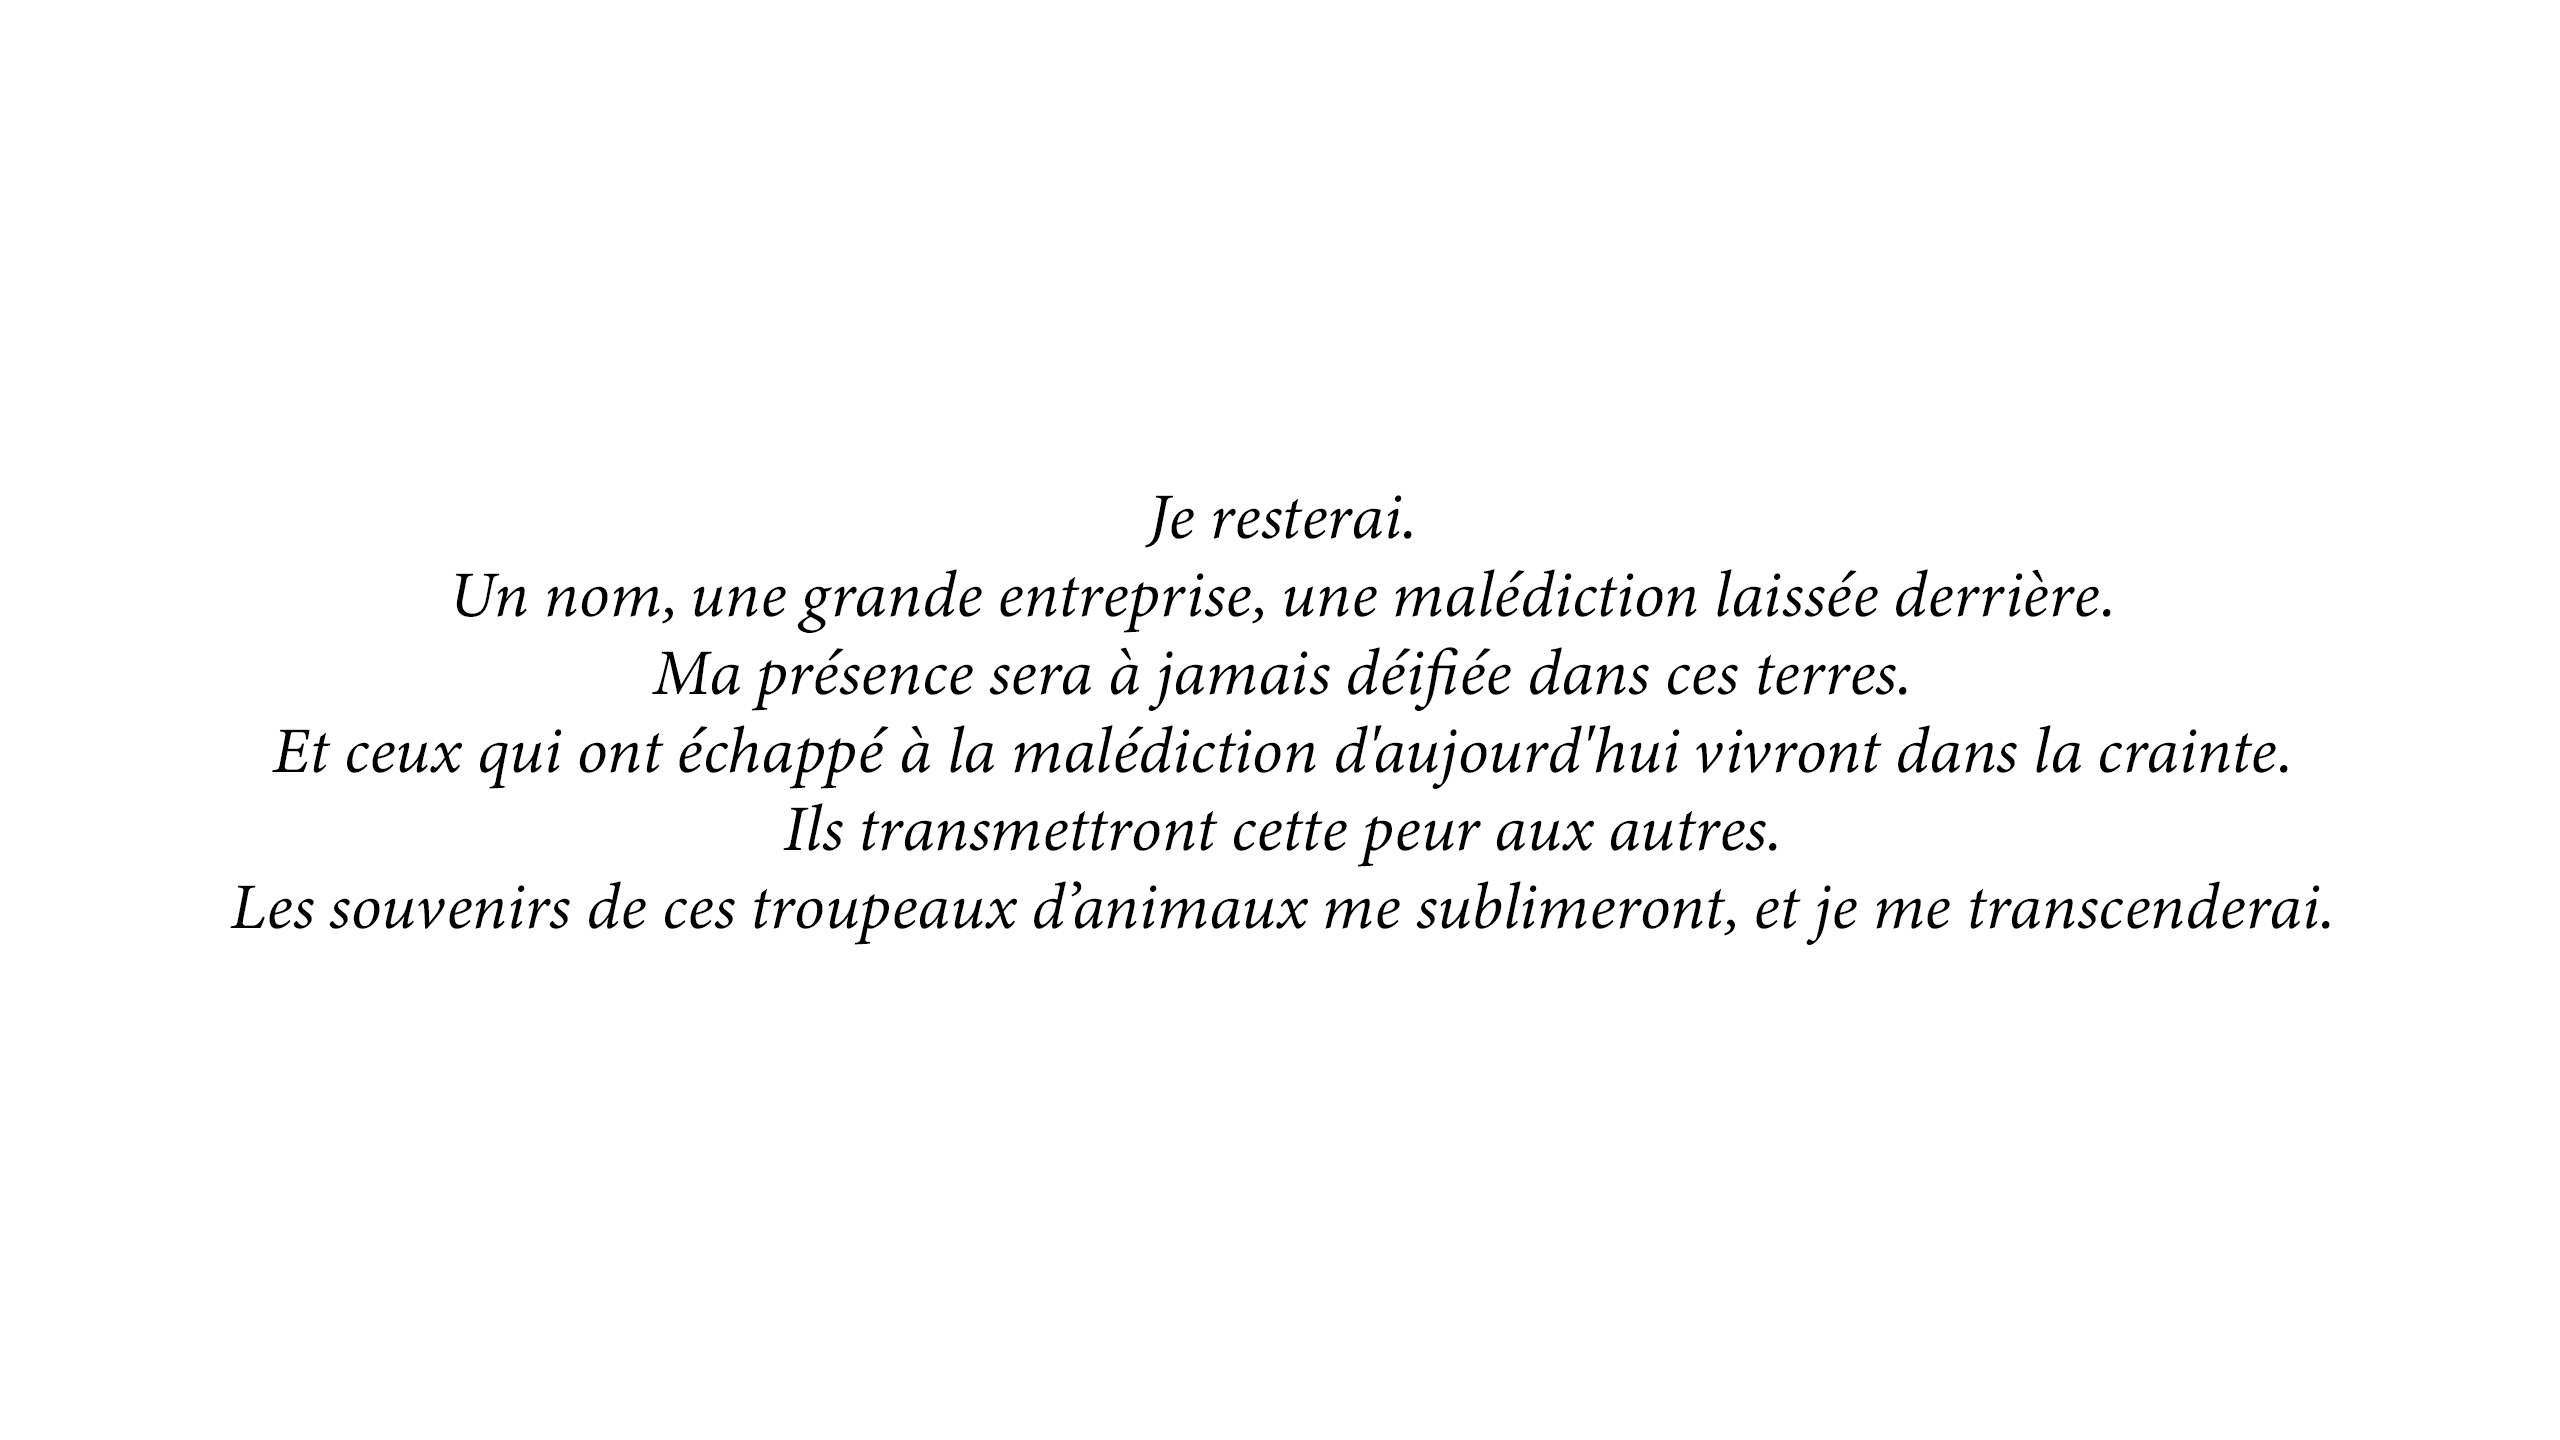 Je resterai.
Un nom, une grande entreprise, une malédiction laissée derrière.
Ma présence sera à jamais déifiée dans ces terres.
Et ceux qui ont échappé à la malédiction d'aujourd'hui vivront dans la crainte.
Ils transmettront cette peur aux autres.
Les souvenirs de ces troupeaux d’animaux me sublimeront, et je me transcenderai.